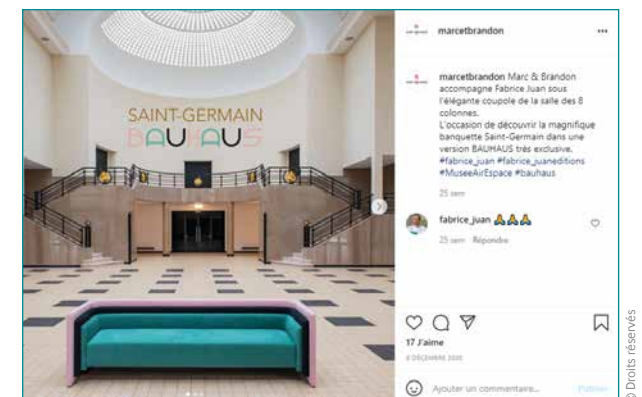 SAINT-GERMAIN
BAUHAUS
marcetbrandon
marcetbrandon Marc & Brandon
accompagne Fabrice Juan sous
l'élégante coupole de la salle des 8
colonnes.
L'occasion de découvrir la magnifique
banquette Saint-Germain dans une
version BAUHAUS très exclusive.
#fabrice_juan #fabrice_juaneditions
#MuseeAirEspace #bauhaus
25 sem
fabrice_juan 🙏🙏🙏
25 sem Répondre
17 J'aime
8 DÉCEMBRE 2020
Ajouter un commentaire... Publier
© Droits réservés